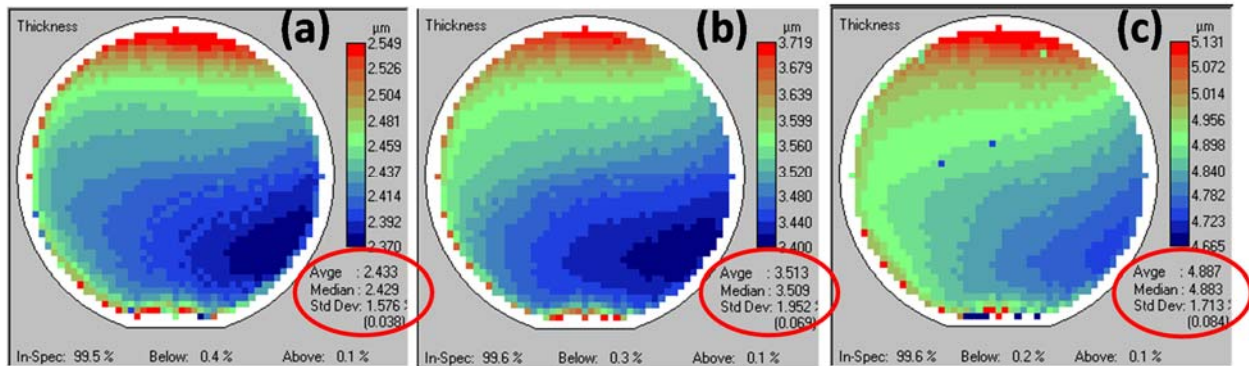 Thickness
(a)
µm
2.549
2.526
2.504
2.481
2.459
2.437
2.414
2.392
2.370
Avge : 2.433
Median : 2.429
Std Dev: 1.576 %
(0.038)
In-Spec: 99.5 % Below: 0.4 % Above: 0.1 %
Thickness
(b)
µm
3.719
3.679
3.639
3.599
3.560
3.520
3.480
3.440
2.400
Avge : 3.513
Median : 3.509
Std Dev: 1.952 %
(0.069)
In-Spec: 99.6 % Below: 0.3 % Above: 0.1 %
Thickness
(c)
µm
5.131
5.072
5.014
4.956
4.898
4.840
4.782
4.723
4.665
Avge : 4.887
Median : 4.883
Std Dev: 1.713 %
(0.084)
In-Spec: 99.6 % Below: 0.2 % Above: 0.1 %